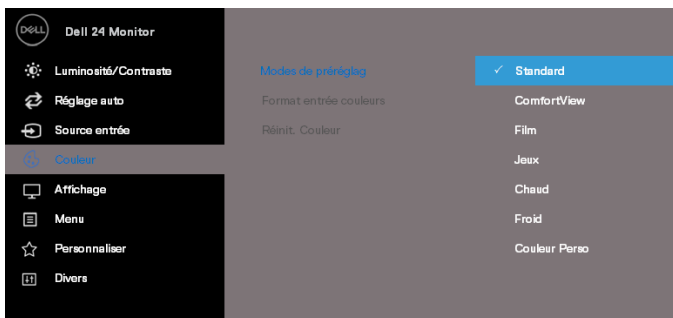 DELL Dell 24 Monitor
Luminosité/Contraste Modes de préréglag ✓ Standard
Réglage auto Format entrée couleurs ComfortView
Source entrée Réinit. Couleur Film
Couleur Jeux
Affichage Chaud
Menu Froid
Personnaliser Couleur Perso
Divers